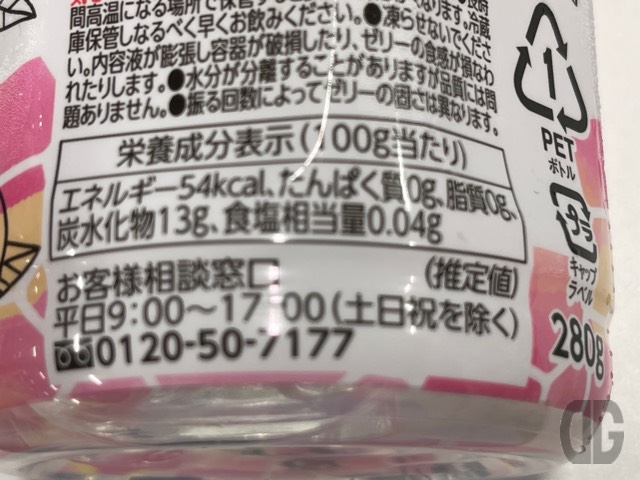 間高温になる場所で保管する
庫保管しなるべく早くお飲みください。●凍らせないでくださ
い。内容液が膨張し容器が破損したり、ゼリーの食感が損なわ
れたりします。●水分が分離することがありますが品質には問
題ありません。●振る回数によってゼリーの固さは異なります。
栄養成分表示(100g当たり)
エネルギー54kcal、たんぱく質0g、脂質0g、
炭水化物13g、食塩相当量0.04g
(推定値)
お客様相談窓口
平日9:00〜17:00(土日祝を除く)
0120-50-7177
1
PET
ボトル
プラ
キャップ
ラベル
280g
DG